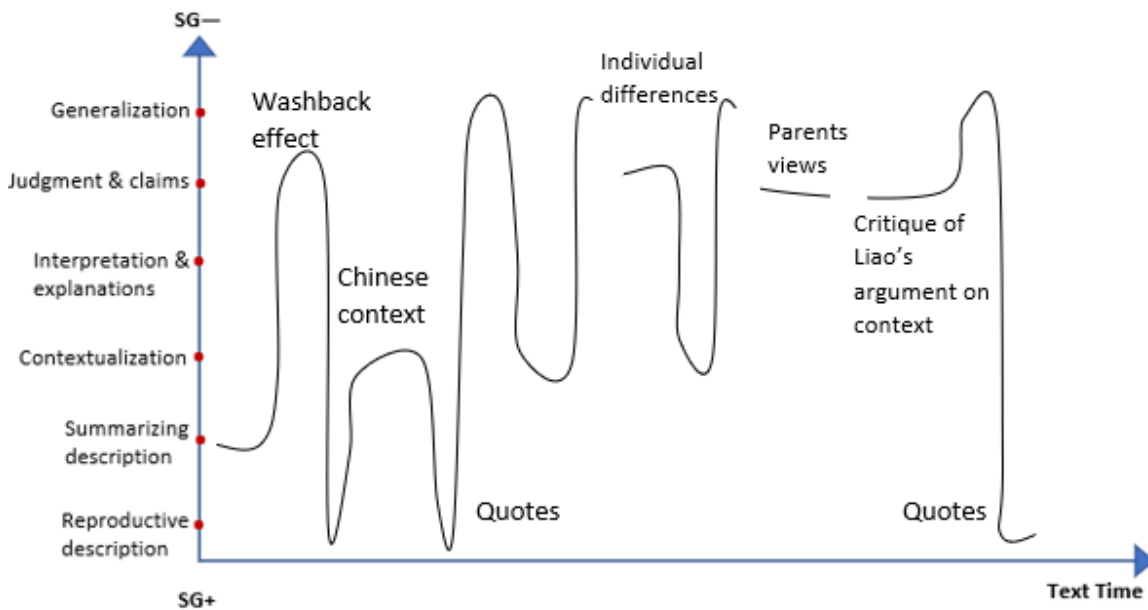 SG—
Generalization
Judgment & claims
Interpretation &
explanations
Contextualization
Summarizing
description
Reproductive
description
SG+
Washback
effect
Chinese
context
Quotes
Individual
differences
Parents
views
Critique of
Liao’s
argument on
context
Quotes
Text Time